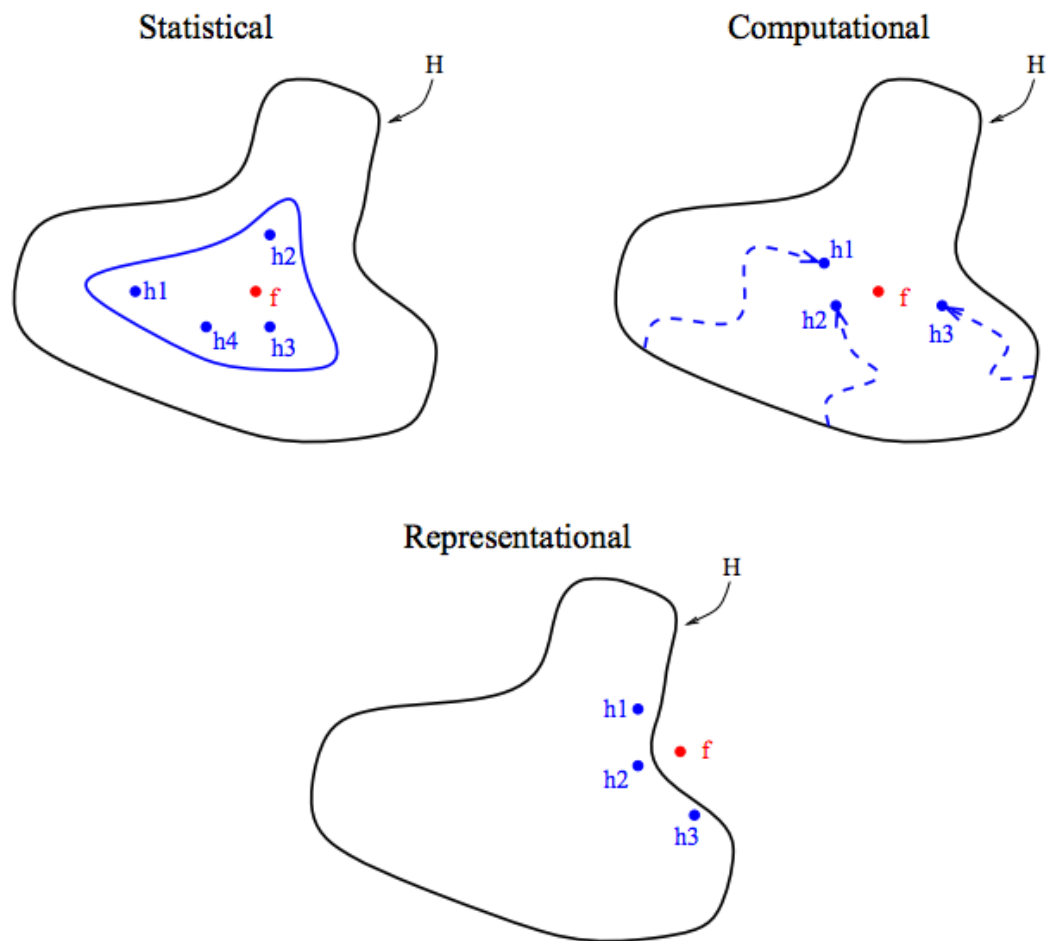 Statistical
H
h2
h1
f
h4
h3
Computational
H
h1
f
h2
h3
Representational
H
h1
f
h2
h3